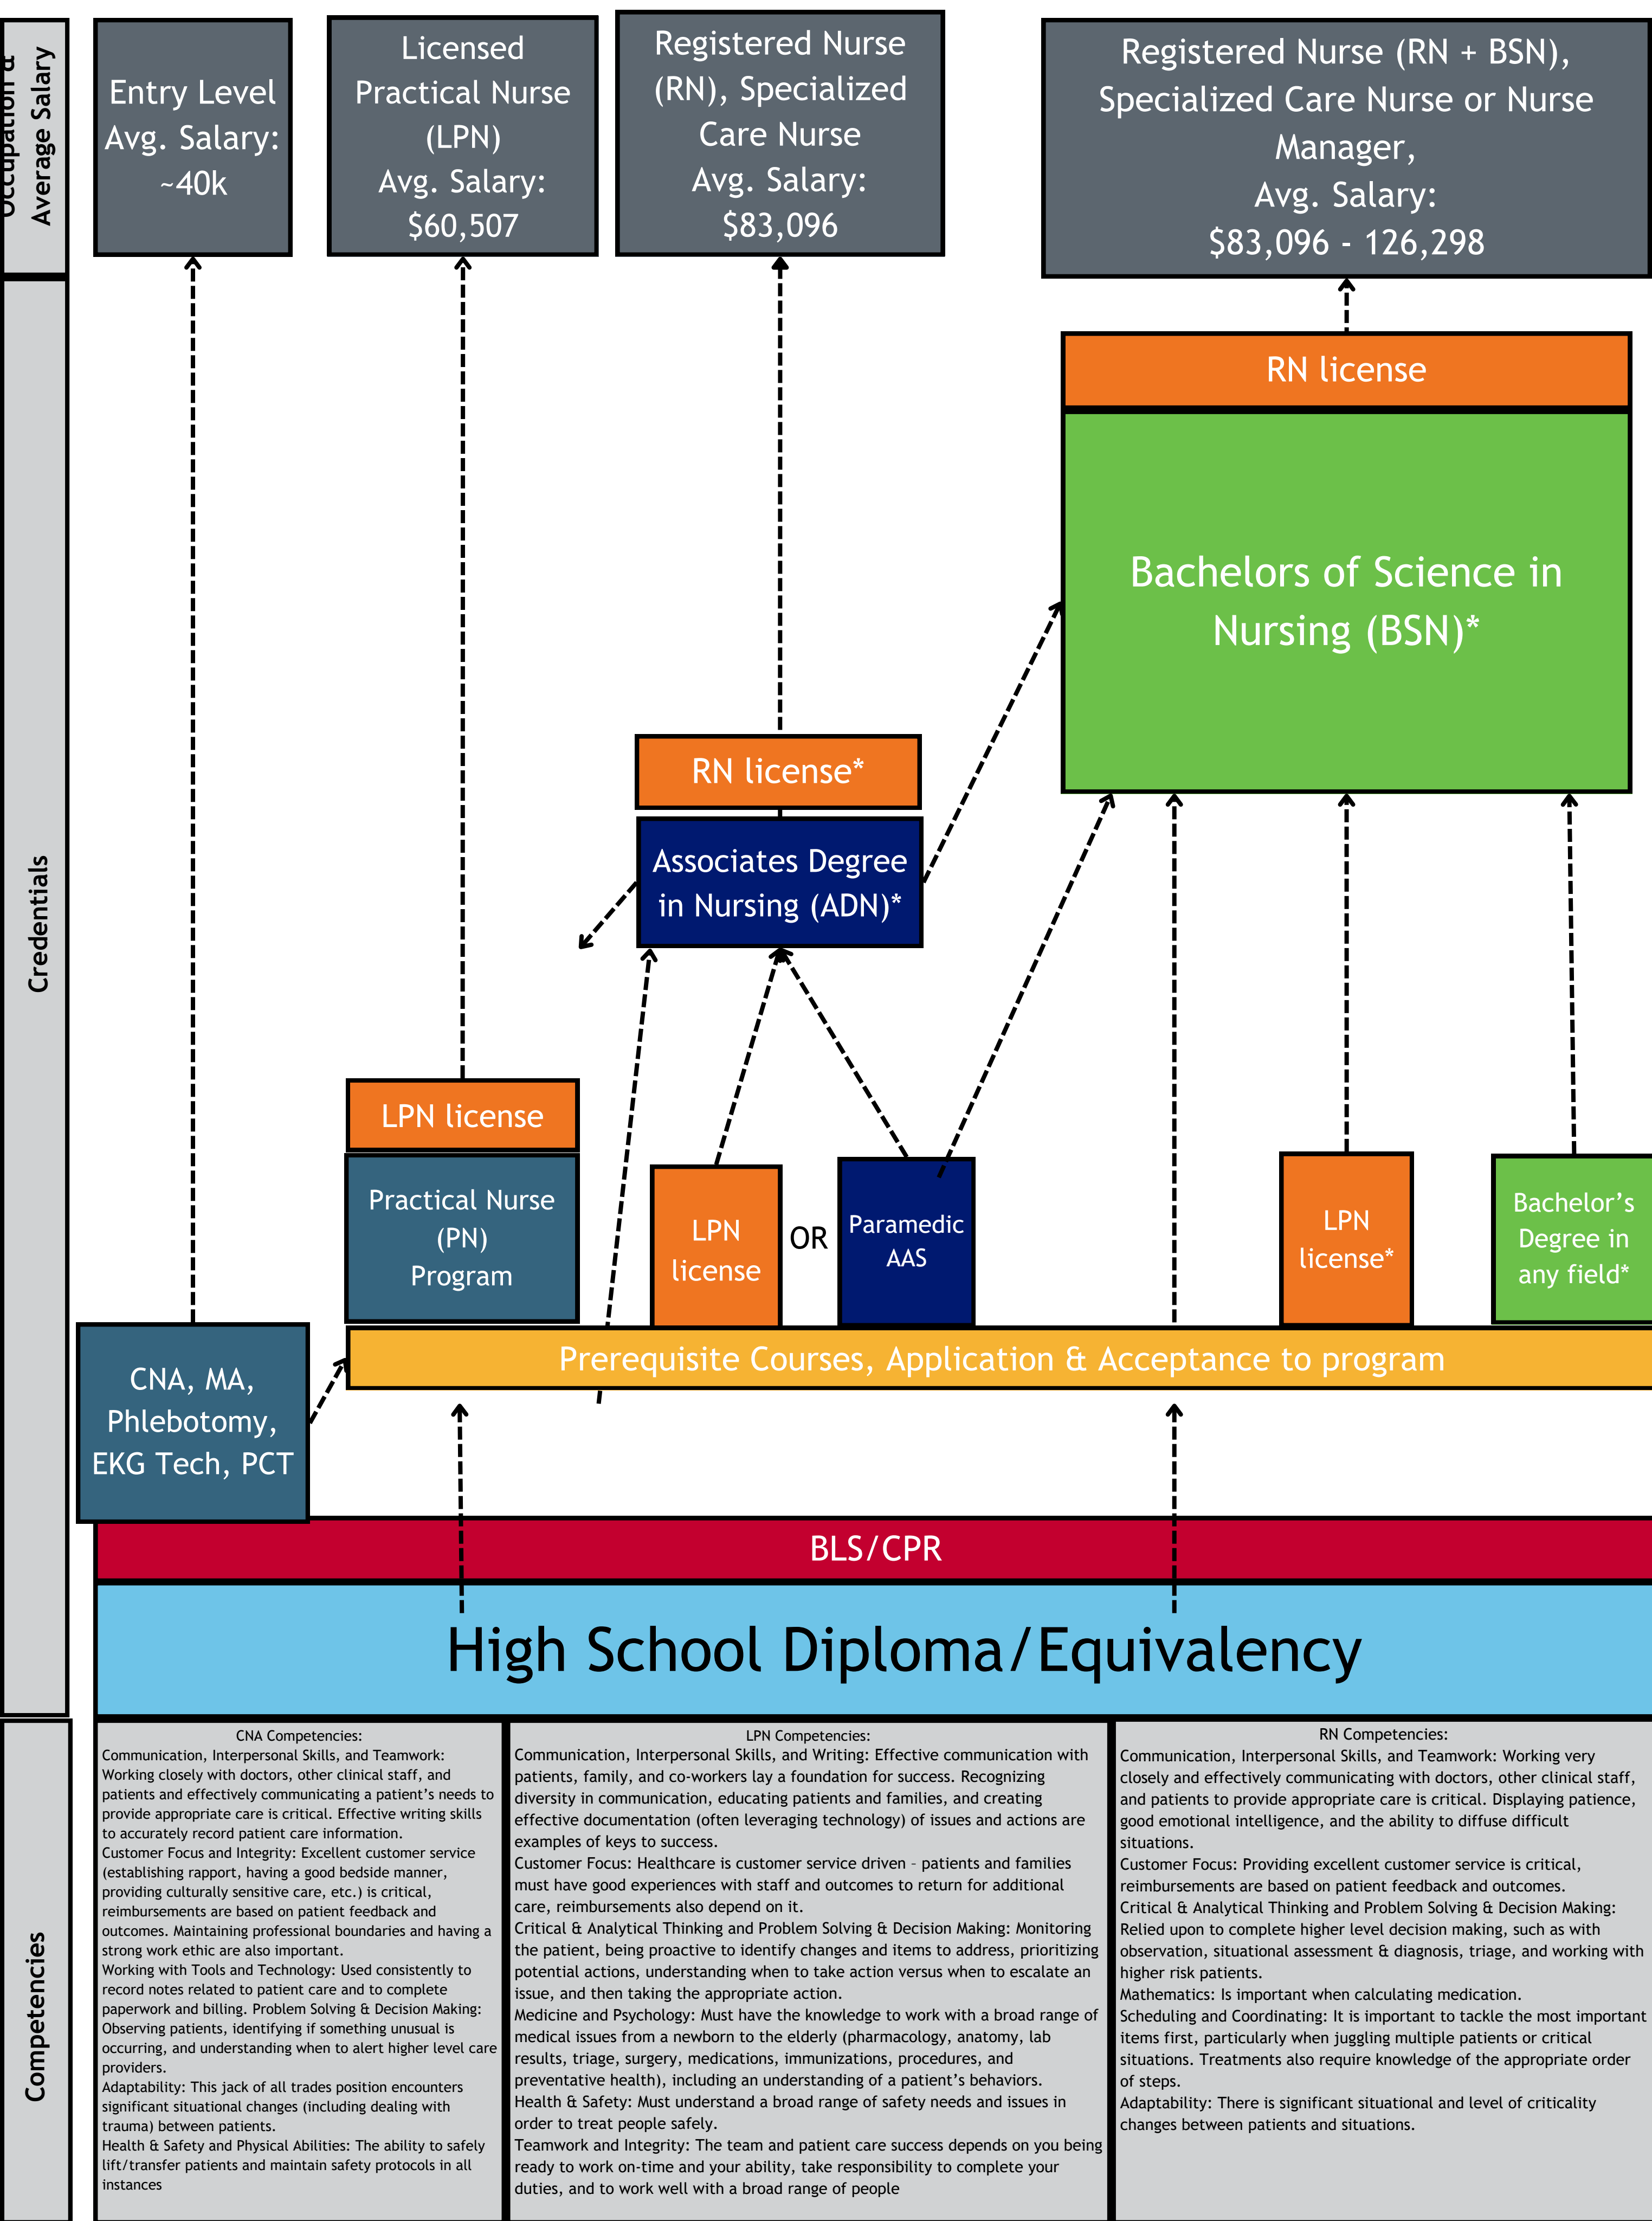 Occupation &
Average Salary
Entry Level
Avg. Salary:
~40k
Licensed
Practical Nurse
(LPN)
Avg. Salary:
$60,507
Registered Nurse
(RN), Specialized
Care Nurse
Avg. Salary:
$83,096
Registered Nurse (RN + BSN),
Specialized Care Nurse or Nurse
Manager,
Avg. Salary:
$83,096 - 126,298
Credentials
RN license
Bachelors of Science in
Nursing (BSN)*
RN license*
Associates Degree
in Nursing (ADN)*
LPN license
Practical Nurse
(PN)
Program
LPN
license
OR
Paramedic
AAS
LPN
license*
Bachelor’s
Degree in
any field*
Prerequisite Courses, Application & Acceptance to program
CNA, MA,
Phlebotomy,
EKG Tech, PCT
BLS/CPR
High School Diploma/Equivalency
Competencies
CNA Competencies:
Communication, Interpersonal Skills, and Teamwork:
Working closely with doctors, other clinical staff, and
patients and effectively communicating a patient’s needs to
provide appropriate care is critical. Effective writing skills
to accurately record patient care information.
Customer Focus and Integrity: Excellent customer service
(establishing rapport, having a good bedside manner,
providing culturally sensitive care, etc.) is critical,
reimbursements are based on patient feedback and
outcomes. Maintaining professional boundaries and having a
strong work ethic are also important.
Working with Tools and Technology: Used consistently to
record notes related to patient care and to complete
paperwork and billing. Problem Solving & Decision Making:
Observing patients, identifying if something unusual is
occurring, and understanding when to alert higher level care
providers.
Adaptability: This jack of all trades position encounters
significant situational changes (including dealing with
trauma) between patients.
Health & Safety and Physical Abilities: The ability to safely
lift/transfer patients and maintain safety protocols in all
instances
LPN Competencies:
Communication, Interpersonal Skills, and Writing: Effective communication with
patients, family, and co-workers lay a foundation for success. Recognizing
diversity in communication, educating patients and families, and creating
effective documentation (often leveraging technology) of issues and actions are
examples of keys to success.
Customer Focus: Healthcare is customer service driven – patients and families
must have good experiences with staff and outcomes to return for additional
care, reimbursements also depend on it.
Critical & Analytical Thinking and Problem Solving & Decision Making: Monitoring
the patient, being proactive to identify changes and items to address, prioritizing
potential actions, understanding when to take action versus when to escalate an
issue, and then taking the appropriate action.
Medicine and Psychology: Must have the knowledge to work with a broad range of
medical issues from a newborn to the elderly (pharmacology, anatomy, lab
results, triage, surgery, medications, immunizations, procedures, and
preventative health), including an understanding of a patient’s behaviors.
Health & Safety: Must understand a broad range of safety needs and issues in
order to treat people safely.
Teamwork and Integrity: The team and patient care success depends on you being
ready to work on-time and your ability, take responsibility to complete your
duties, and to work well with a broad range of people
RN Competencies:
Communication, Interpersonal Skills, and Teamwork: Working very
closely and effectively communicating with doctors, other clinical staff,
and patients to provide appropriate care is critical. Displaying patience,
good emotional intelligence, and the ability to diffuse difficult
situations.
Customer Focus: Providing excellent customer service is critical,
reimbursements are based on patient feedback and outcomes.
Critical & Analytical Thinking and Problem Solving & Decision Making:
Relied upon to complete higher level decision making, such as with
observation, situational assessment & diagnosis, triage, and working with
higher risk patients.
Mathematics: Is important when calculating medication.
Scheduling and Coordinating: It is important to tackle the most important
items first, particularly when juggling multiple patients or critical
situations. Treatments also require knowledge of the appropriate order
of steps.
Adaptability: There is significant situational and level of criticality
changes between patients and situations.